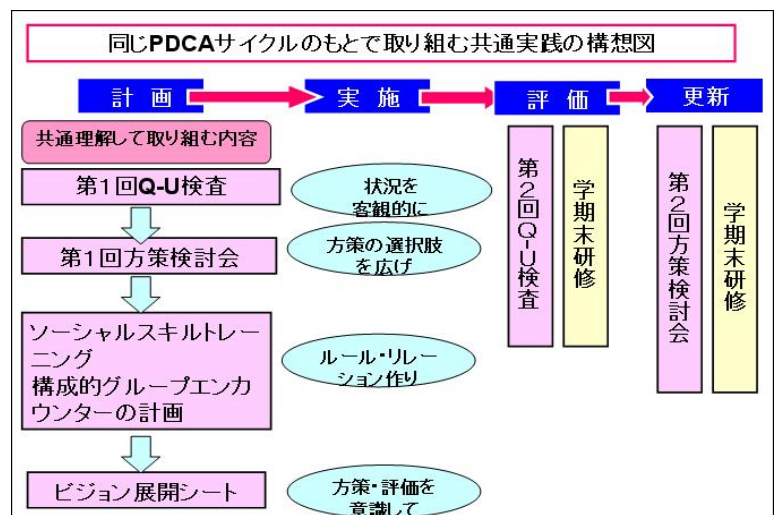 同じPDCAサイクルのもとで取り組む共通実践の構想図
計 画
実 施
評 価
更新
共通理解して取り組む内容
第1回Q-U検査
状況を
客観的に
第1回方策検討会
方策の選択肢
を広げ
ソーシャルスキルトレー
ニング
構成的グループエンカ
ウンターの計画
ルール・リレー
ション作り
ビジョン展開シート
方策・評価を
意識して
第2回Q-U検査
学期末研修
第2回方策検討会
学期末研修